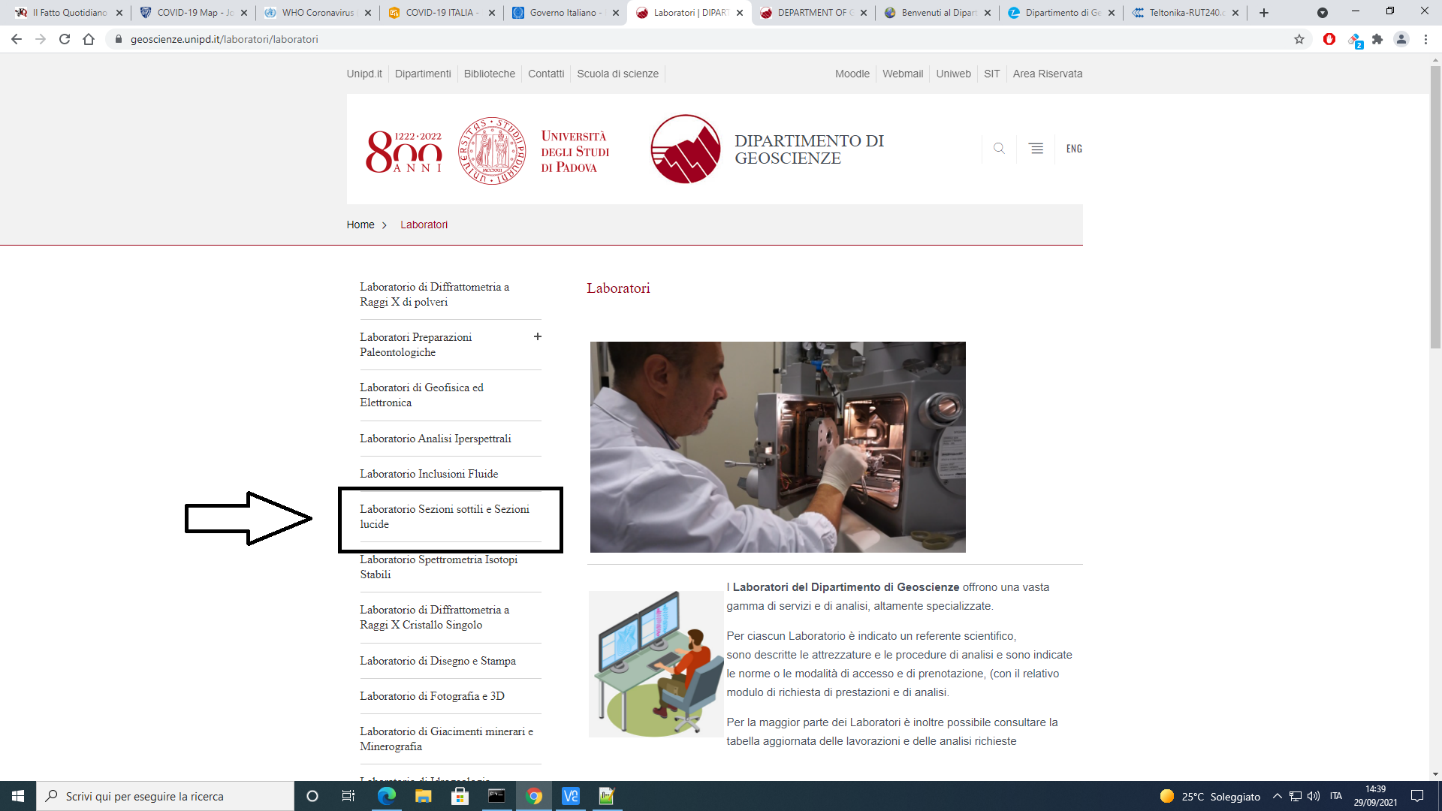 Il Fatto Quotidiano
COVID-19 Map - Jo
WHO Coronavirus
COVID-19 ITALIA -
Governo Italiano -
Laboratori | DIPART
DEPARTMENT OF G
Benvenuti al Dipart
Dipartimento di Ge
Teltonika-RUT240.c
geoscienze.unipd.it/laboratori/laboratori
2
Unipd.it
Dipartimenti
Biblioteche
Contatti
Scuola di scienze
Moodle
Webmail
Uniweb
SIT
Area Riservata
1222·2022
800
ANNI
UNIVERSITÀ
DEGLI STUDI
DI PADOVA
DIPARTIMENTO DI
GEOSCIENZE
ENG
Home > Laboratori
Laboratorio di Diffrattometria a
Raggi X di polveri
Laboratori Preparazioni
Paleontologiche
+
Laboratori di Geofisica ed
Elettronica
Laboratorio Analisi Iperspettrali
Laboratorio Inclusioni Fluide
Laboratorio Sezioni sottili e Sezioni
lucide
Laboratorio Spettrometria Isotopi
Stabili
Laboratorio di Diffrattometria a
Raggi X Cristallo Singolo
Laboratorio di Disegno e Stampa
Laboratorio di Fotografia e 3D
Laboratorio di Giacimenti minerari e
Minerografia
Laboratorio di Idrogeologia
Laboratori
I Laboratori del Dipartimento di Geoscienze offrono una vasta
gamma di servizi e di analisi, altamente specializzate.
Per ciascun Laboratorio è indicato un referente scientifico,
sono descritte le attrezzature e le procedure di analisi e sono indicate
le norme o le modalità di accesso e di prenotazione, (con il relativo
modulo di richiesta di prestazioni e di analisi.
Per la maggior parte dei Laboratori è inoltre possibile consultare la
tabella aggiornata delle lavorazioni e delle analisi richieste
Scrivi qui per eseguire la ricerca
25°C Soleggiato
ITA
14:39
29/09/2021